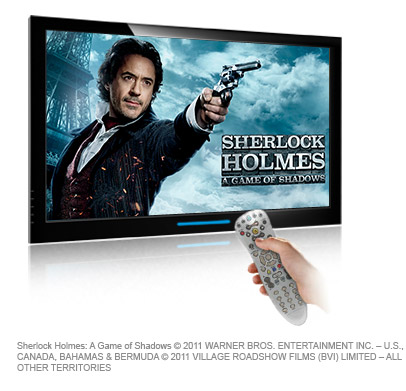 SHERLOCK
HOLMES
A GAME OF SHADOWS
Sherlock Holmes: A Game of Shadows © 2011 WARNER BROS. ENTERTAINMENT INC. – U.S.,
CANADA, BAHAMAS & BERMUDA © 2011 VILLAGE ROADSHOW FILMS (BVI) LIMITED – ALL
OTHER TERRITORIES